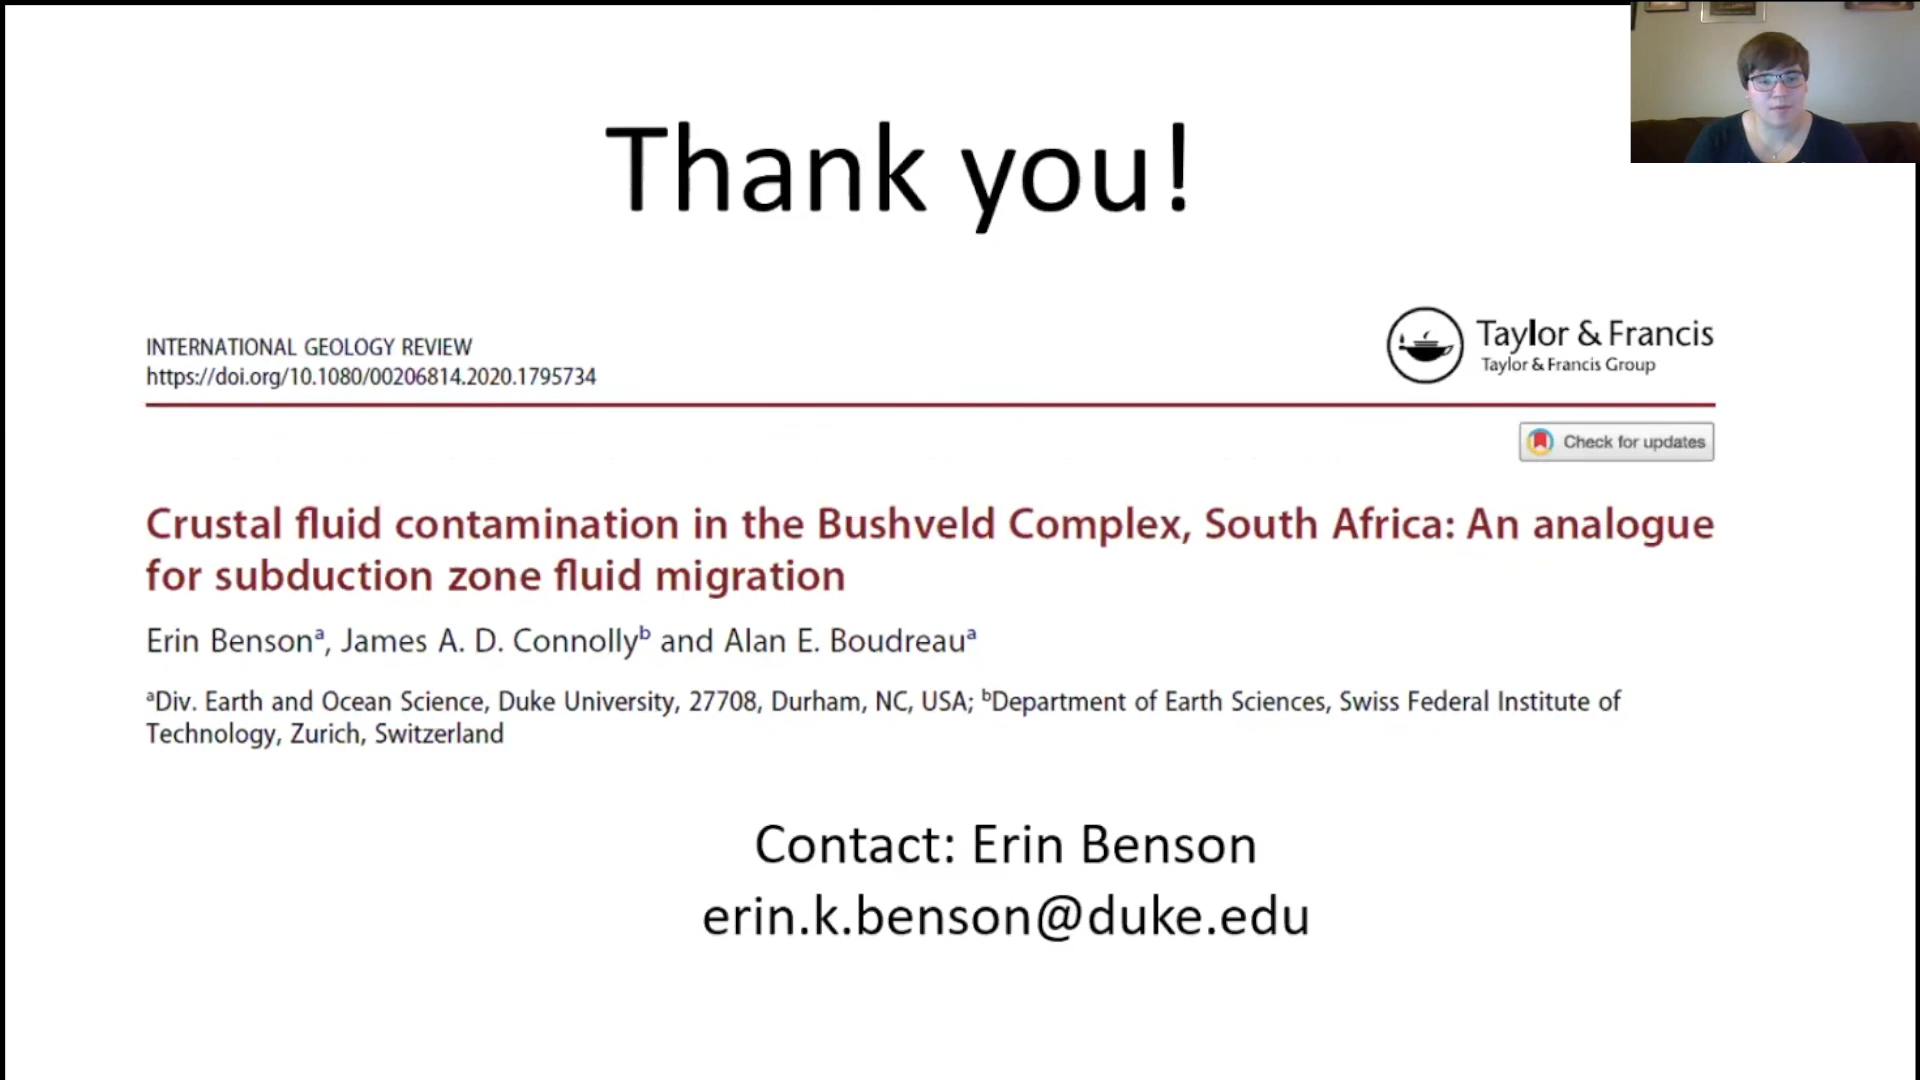 Thank you!
INTERNATIONAL GEOLOGY REVIEW
https://doi.org/10.1080/00206814.2020.1795734
Taylor & Francis
Taylor & Francis Group
Check for updates
Crustal fluid contamination in the Bushveld Complex, South Africa: An analogue
for subduction zone fluid migration
Erin Bensonᵃ, James A. D. Connollyᵇ and Alan E. Boudreauᵃ
ᵃDiv. Earth and Ocean Science, Duke University, 27708, Durham, NC, USA; ᵇDepartment of Earth Sciences, Swiss Federal Institute of
Technology, Zurich, Switzerland
Contact: Erin Benson
erin.k.benson@duke.edu